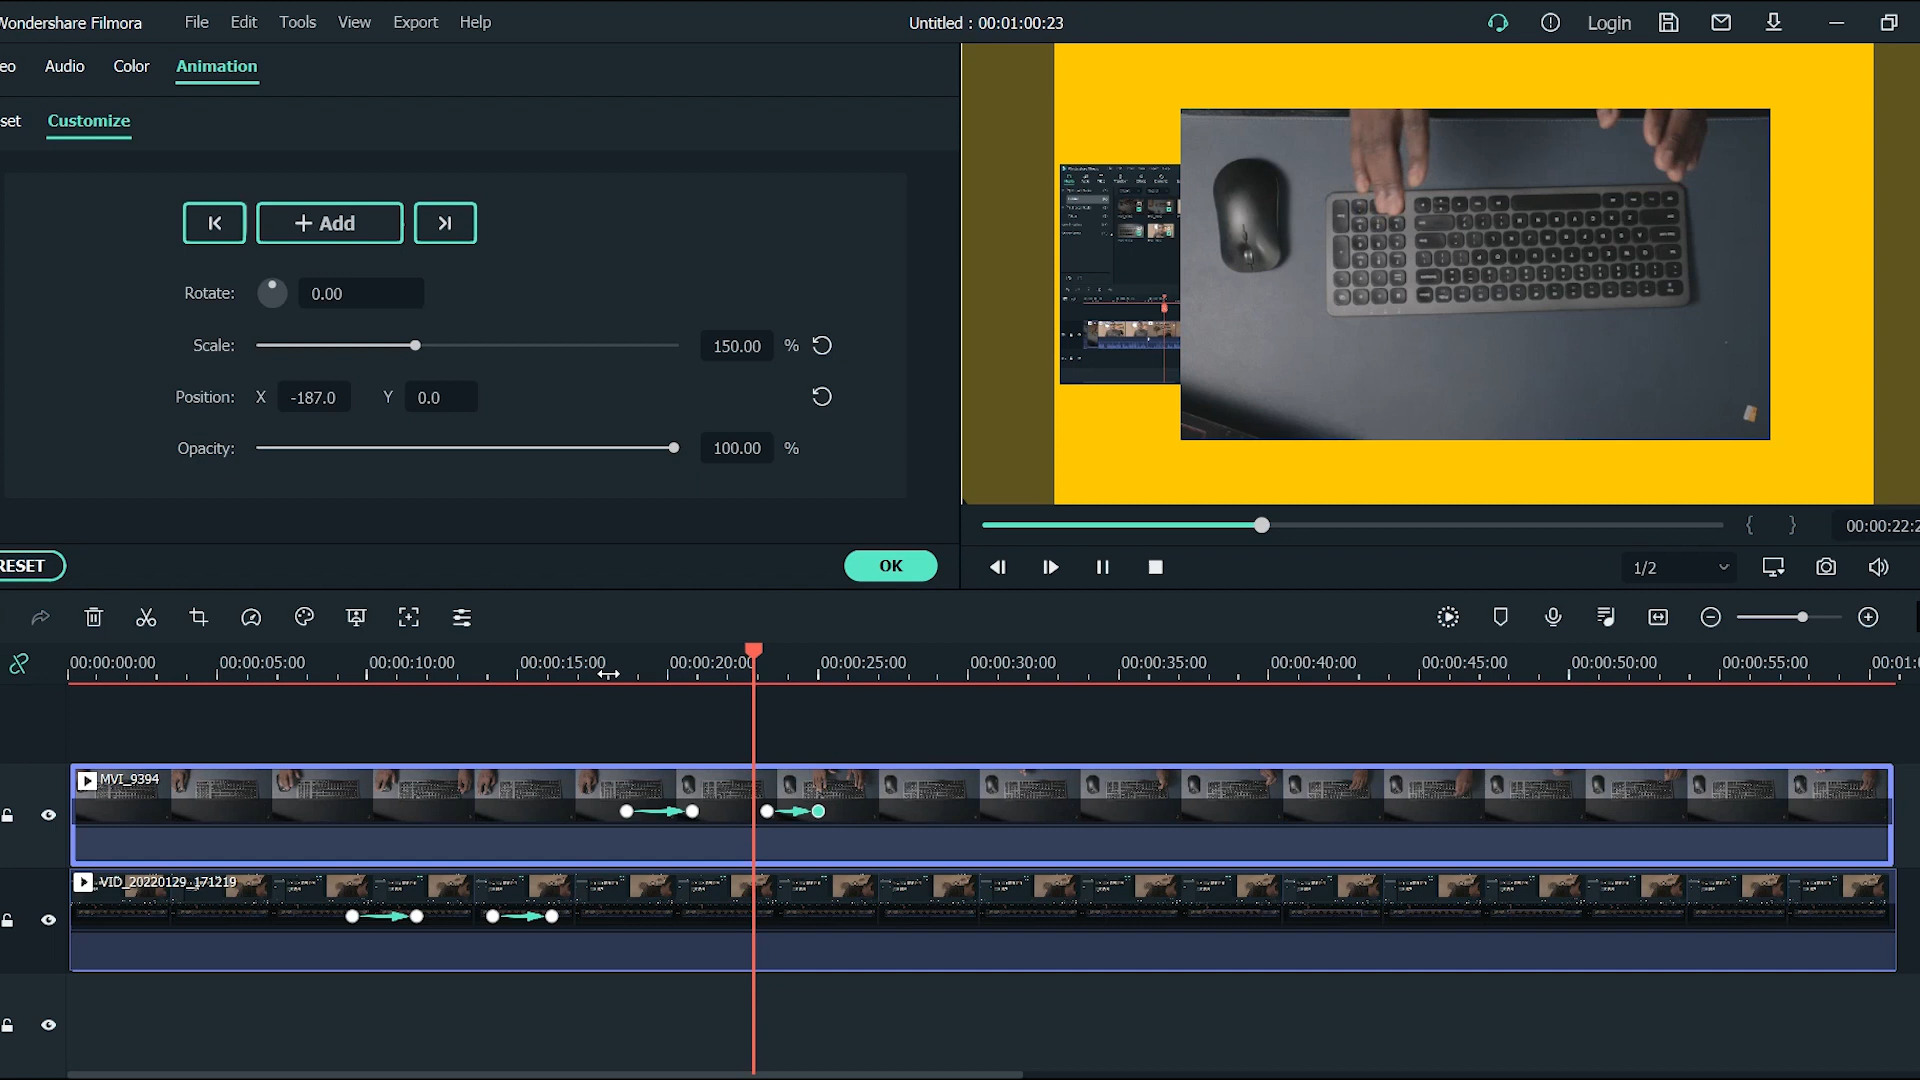 Wondershare Filmora File Edit Tools View Export Help Untitled : 00:01:00:23 Login
eo Audio Color Animation
set Customize
+ Add
Rotate: 0.00
Scale: 150.00 %
Position: X -187.0 Y 0.0
Opacity: 100.00 %
{ } 00:00:22:2
RESET OK 1/2
00:00:00:00 00:00:05:00 00:00:10:00 00:00:15:00 00:00:20:00 00:00:25:00 00:00:30:00 00:00:35:00 00:00:40:00 00:00:45:00 00:00:50:00 00:00:55:00 00:01:0
MVI_9394
VID_20220129_171219